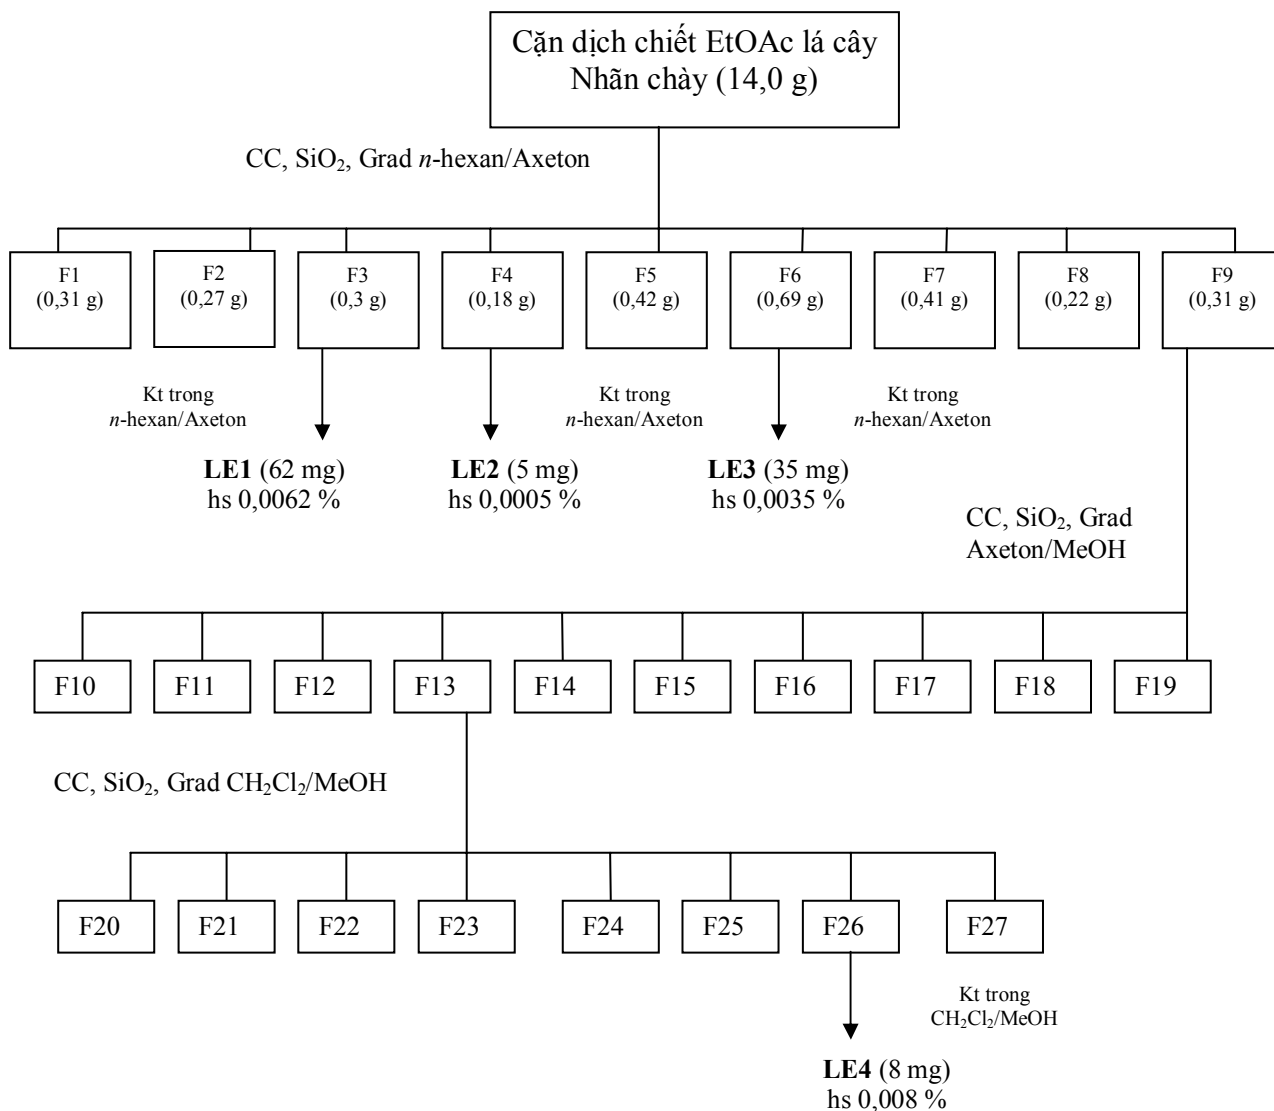 Cặn dịch chiết EtOAc lá cây
Nhãn chày (14,0 g)
CC, SiO₂, Grad n-hexan/Axeton
F1
(0,31 g)
F2
(0,27 g)
F3
(0,3 g)
F4
(0,18 g)
F5
(0,42 g)
F6
(0,69 g)
F7
(0,41 g)
F8
(0,22 g)
F9
(0,31 g)
Kt trong
n-hexan/Axeton
Kt trong
n-hexan/Axeton
Kt trong
n-hexan/Axeton
LE1 (62 mg)
hs 0,0062 %
LE2 (5 mg)
hs 0,0005 %
LE3 (35 mg)
hs 0,0035 %
CC, SiO₂, Grad
Axeton/MeOH
F10
F11
F12
F13
F14
F15
F16
F17
F18
F19
CC, SiO₂, Grad CH₂Cl₂/MeOH
F20
F21
F22
F23
F24
F25
F26
F27
Kt trong
CH₂Cl₂/MeOH
LE4 (8 mg)
hs 0,008 %